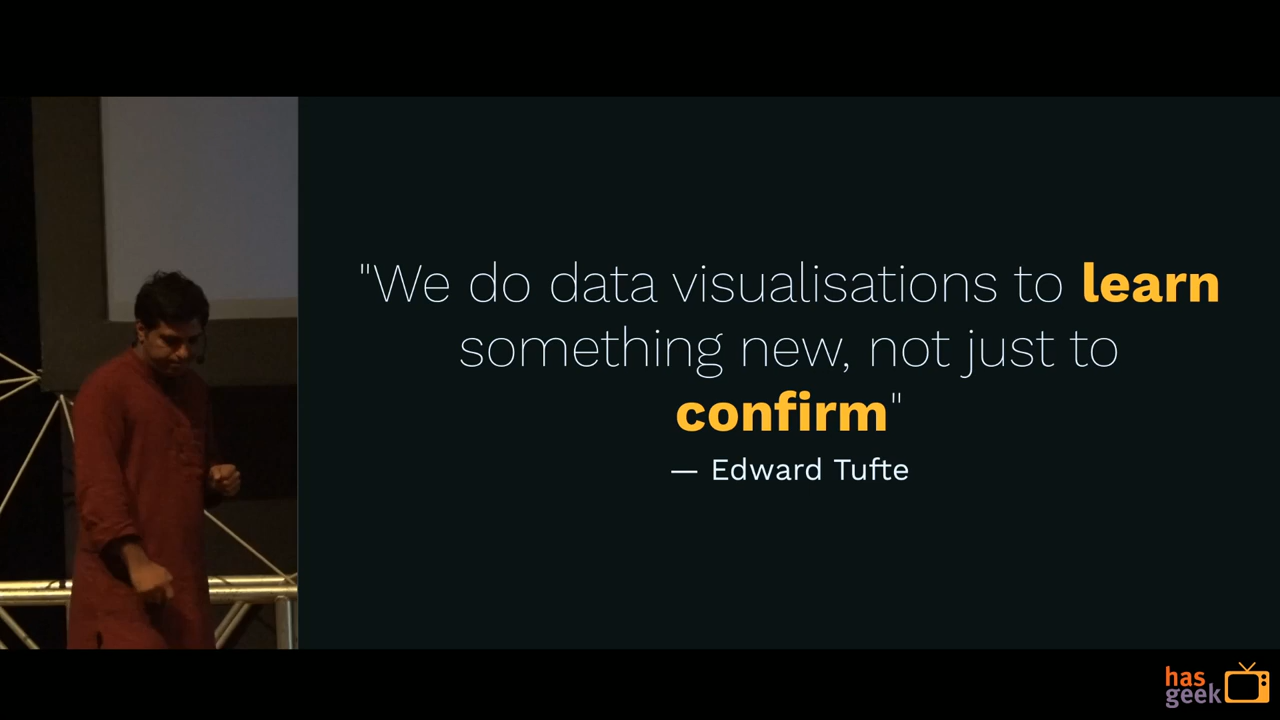 "We do data visualisations to learn
something new, not just to
confirm"
— Edward Tufte
has
geek